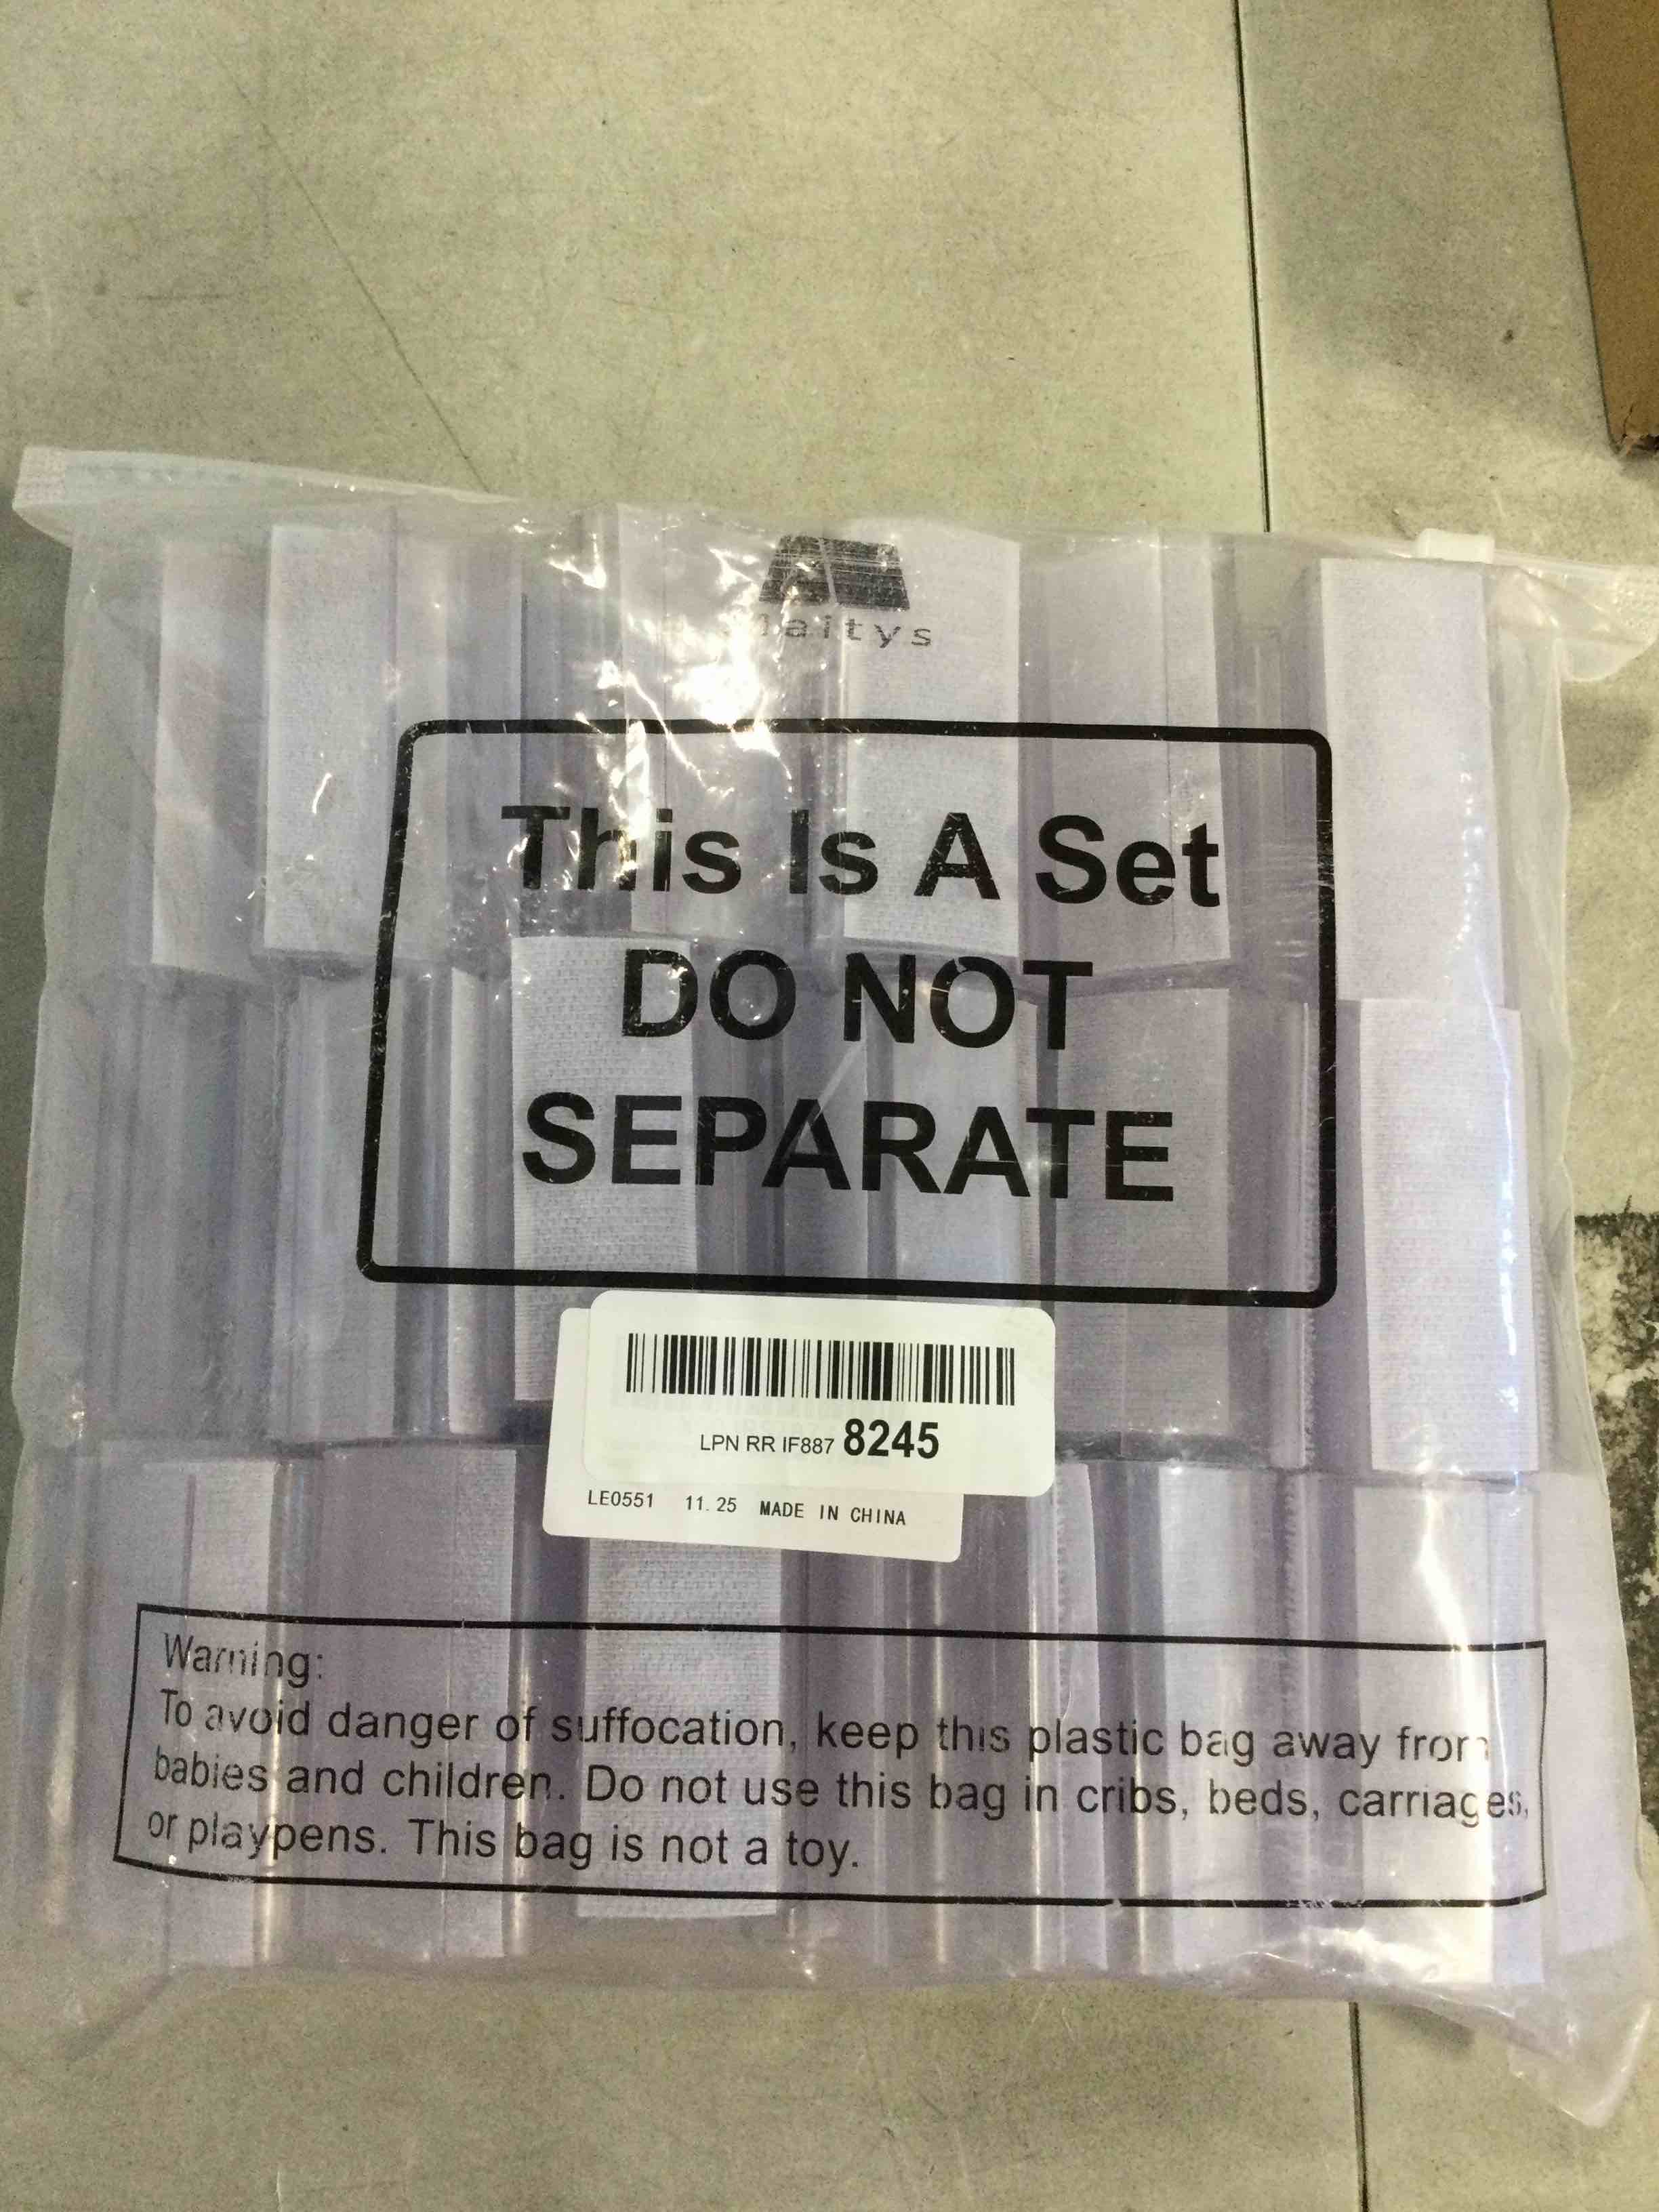 This Is A Set
DO NOT
SEPARATE
LPN RR IF887 8245
LE0551 11.25 MADE IN CHINA
Warning:
To avoid danger of suffocation, keep this plastic bag away from
babies and children. Do not use this bag in cribs, beds, carriages,
or playpens. This bag is not a toy.